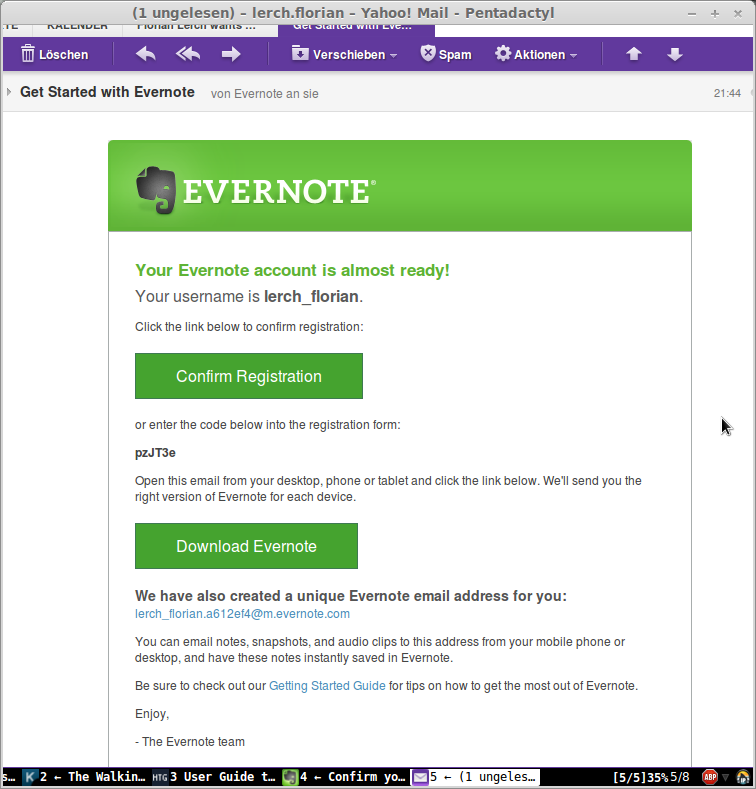 (1 ungelesen) – lerch.florian – Yahoo! Mail - Pentadactyl
TE KALENDER Florian Lerch wants ... Get Started with Eve...
Löschen Verschieben Spam Aktionen
Get Started with Evernote von Evernote an sie 21:44
EVERNOTE®
Your Evernote account is almost ready!
Your username is lerch_florian.
Click the link below to confirm registration:
Confirm Registration
or enter the code below into the registration form:
pzJT3e
Open this email from your desktop, phone or tablet and click the link below. We'll send you the
right version of Evernote for each device.
Download Evernote
We have also created a unique Evernote email address for you:
lerch_florian.a612ef4@m.evernote.com
You can email notes, snapshots, and audio clips to this address from your mobile phone or
desktop, and have these notes instantly saved in Evernote.
Be sure to check out our Getting Started Guide for tips on how to get the most out of Evernote.
Enjoy,
- The Evernote team
s… K 2 ← The Walkin… HTG 3 User Guide t… 4 ← Confirm yo… 5 ← (1 ungeles… [5/5]35% 5/8 ABP